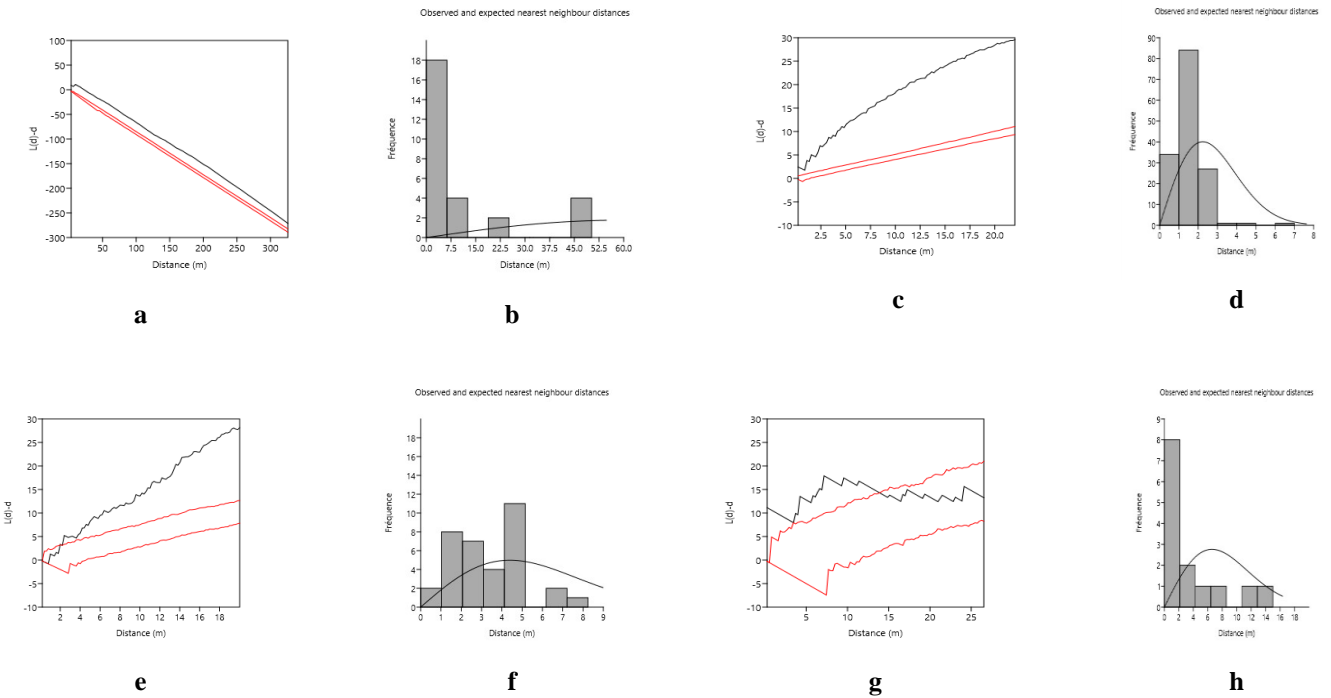 Observed and expected nearest neighbour distances
Observed and expected nearest neighbour distances
100
50
0
-50
-100
-150
-200
-250
-300
L(d)-d
50 100 150 200 250 300
Distance (m)
18
16
14
12
10
8
6
4
2
0
Fréquence
0.0 7.5 15.0 22.5 30.0 37.5 45.0 52.5 60.0
Distance (m)
30
25
20
15
10
5
0
-5
-10
L(d)-d
2.5 5.0 7.5 10.0 12.5 15.0 17.5 20.0
Distance (m)
90
80
70
60
50
40
30
20
10
0
Fréquence
0 1 2 3 4 5 6 7 8
Distance (m)
a b c d
Observed and expected nearest neighbour distances
Observed and expected nearest neighbour distances
30
25
20
15
10
5
0
-5
-10
L(d)-d
2 4 6 8 10 12 14 16 18
Distance (m)
18
16
14
12
10
8
6
4
2
0
Fréquence
0 1 2 3 4 5 6 7 8 9
Distance (m)
30
25
20
15
10
5
0
-5
-10
L(d)-d
5 10 15 20 25
Distance (m)
9
8
7
6
5
4
3
2
1
0
Fréquence
0 2 4 6 8 10 12 14 16 18
Distance (m)
e f g h